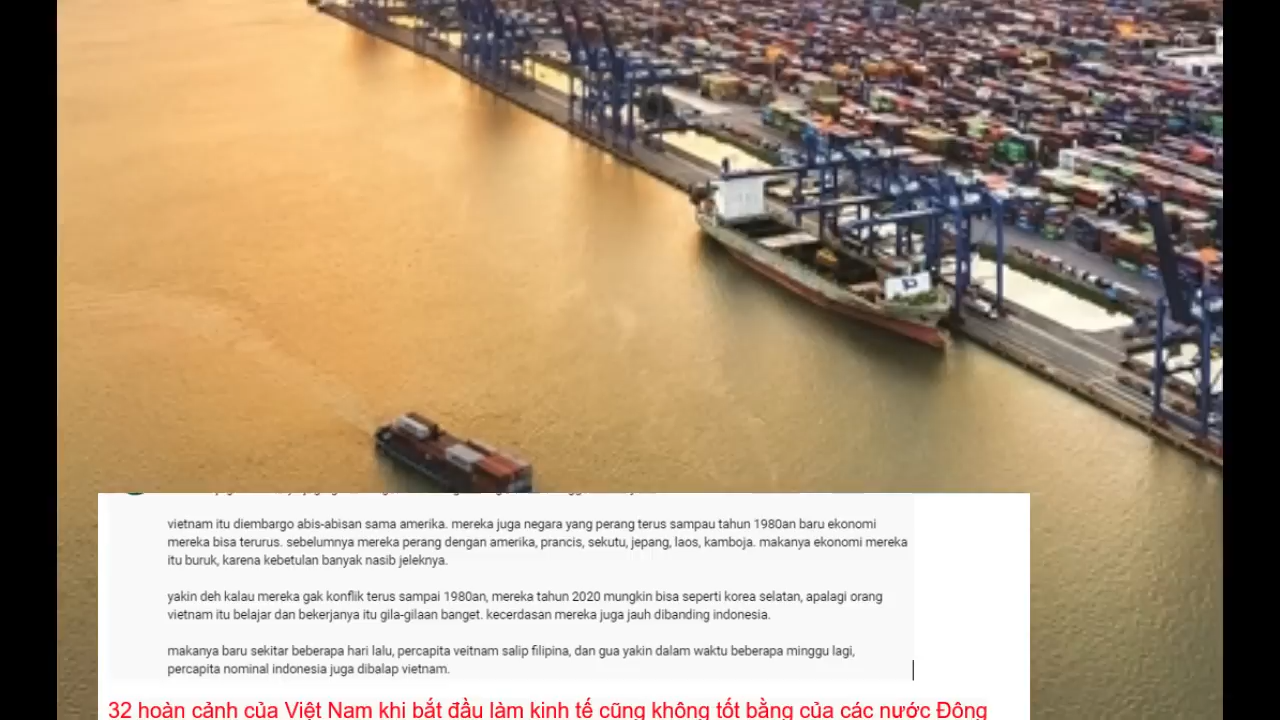 vietnam itu diembargo abis-abisan sama amerika. mereka juga negara yang perang terus sampau tahun 1980an baru ekonomi
mereka bisa terurus. sebelumnya mereka perang dengan amerika, prancis, sekutu, jepang, laos, kamboja. makanya ekonomi mereka
itu buruk, karena kebetulan banyak nasib jeleknya.
yakin deh kalau mereka gak konflik terus sampai 1980an, mereka tahun 2020 mungkin bisa seperti korea selatan, apalagi orang
vietnam itu belajar dan bekerjanya itu gila-gilaan banget. kecerdasan mereka juga jauh dibanding indonesia.
makanya baru sekitar beberapa hari lalu, percapita veitnam salip filipina, dan gua yakin dalam waktu beberapa minggu lagi,
percapita nominal indonesia juga dibalap vietnam.
32 hoàn cảnh của Việt Nam khi bắt đầu làm kinh tế cũng không tốt bằng của các nước Đông